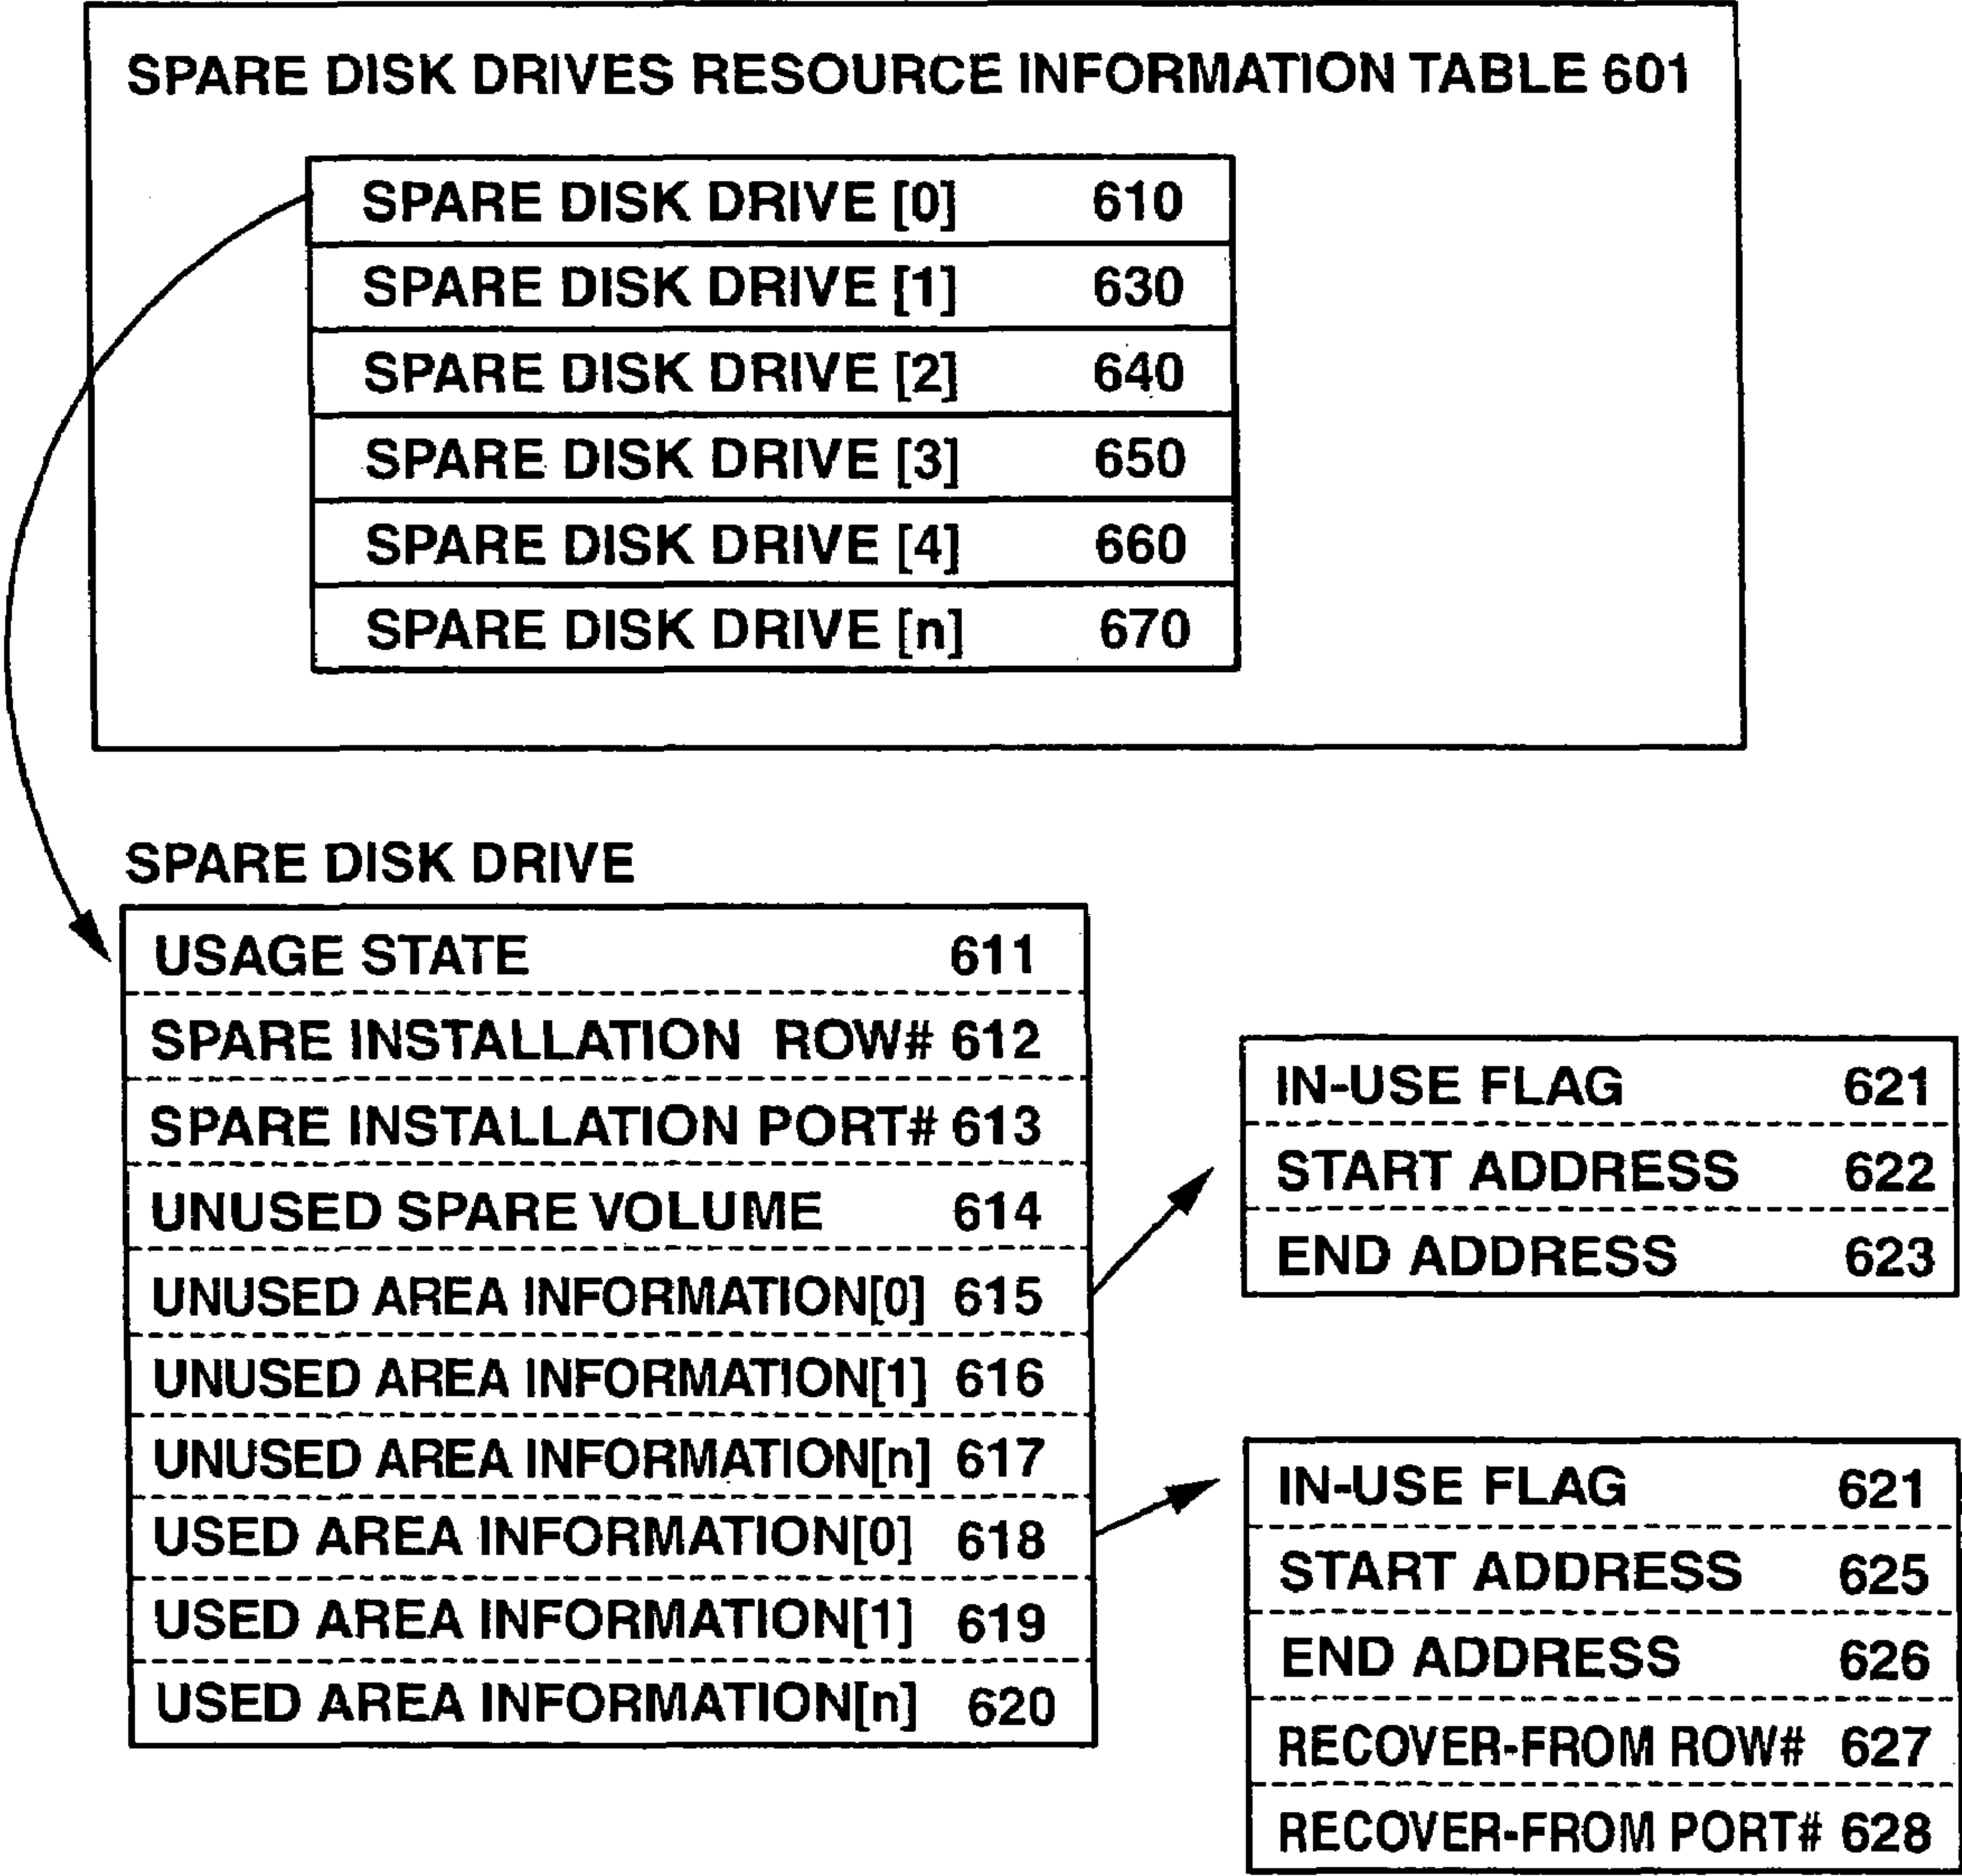 SPARE DISK DRIVES RESOURCE INFORMATION TABLE 601
SPARE DISK DRIVE [0] 610
SPARE DISK DRIVE [1] 630
SPARE DISK DRIVE [2] 640
SPARE DISK DRIVE [3] 650
SPARE DISK DRIVE [4] 660
SPARE DISK DRIVE [n] 670
SPARE DISK DRIVE
USAGE STATE 611
SPARE INSTALLATION ROW# 612
SPARE INSTALLATION PORT# 613
UNUSED SPARE VOLUME 614
UNUSED AREA INFORMATION[0] 615
UNUSED AREA INFORMATION[1] 616
UNUSED AREA INFORMATION[n] 617
USED AREA INFORMATION[0] 618
USED AREA INFORMATION[1] 619
USED AREA INFORMATION[n] 620
IN-USE FLAG 621
START ADDRESS 622
END ADDRESS 623
IN-USE FLAG 621
START ADDRESS 625
END ADDRESS 626
RECOVER-FROM ROW# 627
RECOVER-FROM PORT# 628